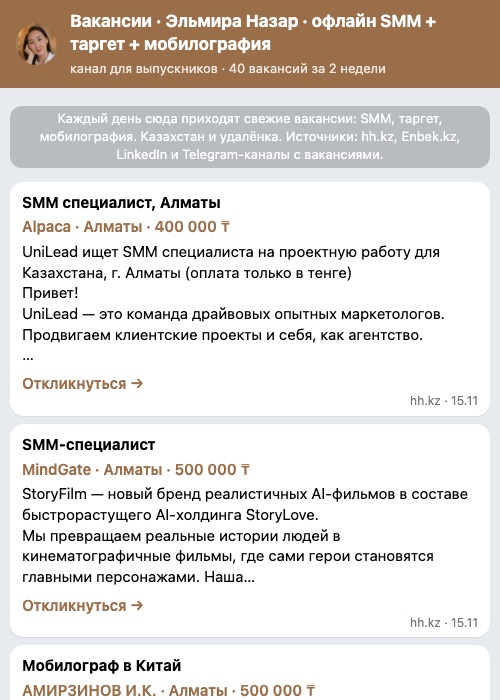 Вакансии · Эльмира Назар · офлайн SMM +
таргет + мобилография
канал для выпускников · 40 вакансий за 2 недели
Каждый день сюда приходят свежие вакансии: SMM, таргет,
мобилография. Казахстан и удалёнка. Источники: hh.kz, Enbek.kz,
LinkedIn и Telegram-каналы с вакансиями.
SMM специалист, Алматы
Alpaca · Алматы · 400 000 ₸
UniLead ищет SMM специалиста на проектную работу для
Казахстана, г. Алматы (оплата только в тенге)
Привет!
UniLead — это команда драйвовых опытных маркетологов.
Продвигаем клиентские проекты и себя, как агентство.
...
Откликнуться →
hh.kz · 15.11
SMM-специалист
MindGate · Алматы · 500 000 ₸
StoryFilm — новый бренд реалистичных AI-фильмов в составе
быстрорастущего AI-холдинга StoryLove.
Мы превращаем реальные истории людей в
кинематографичные фильмы, где сами герои становятся
главными персонажами. Наша...
Откликнуться →
hh.kz · 15.11
Мобилограф в Китай
АМИРЗИНОВ И.К. · Алматы · 500 000 ₸